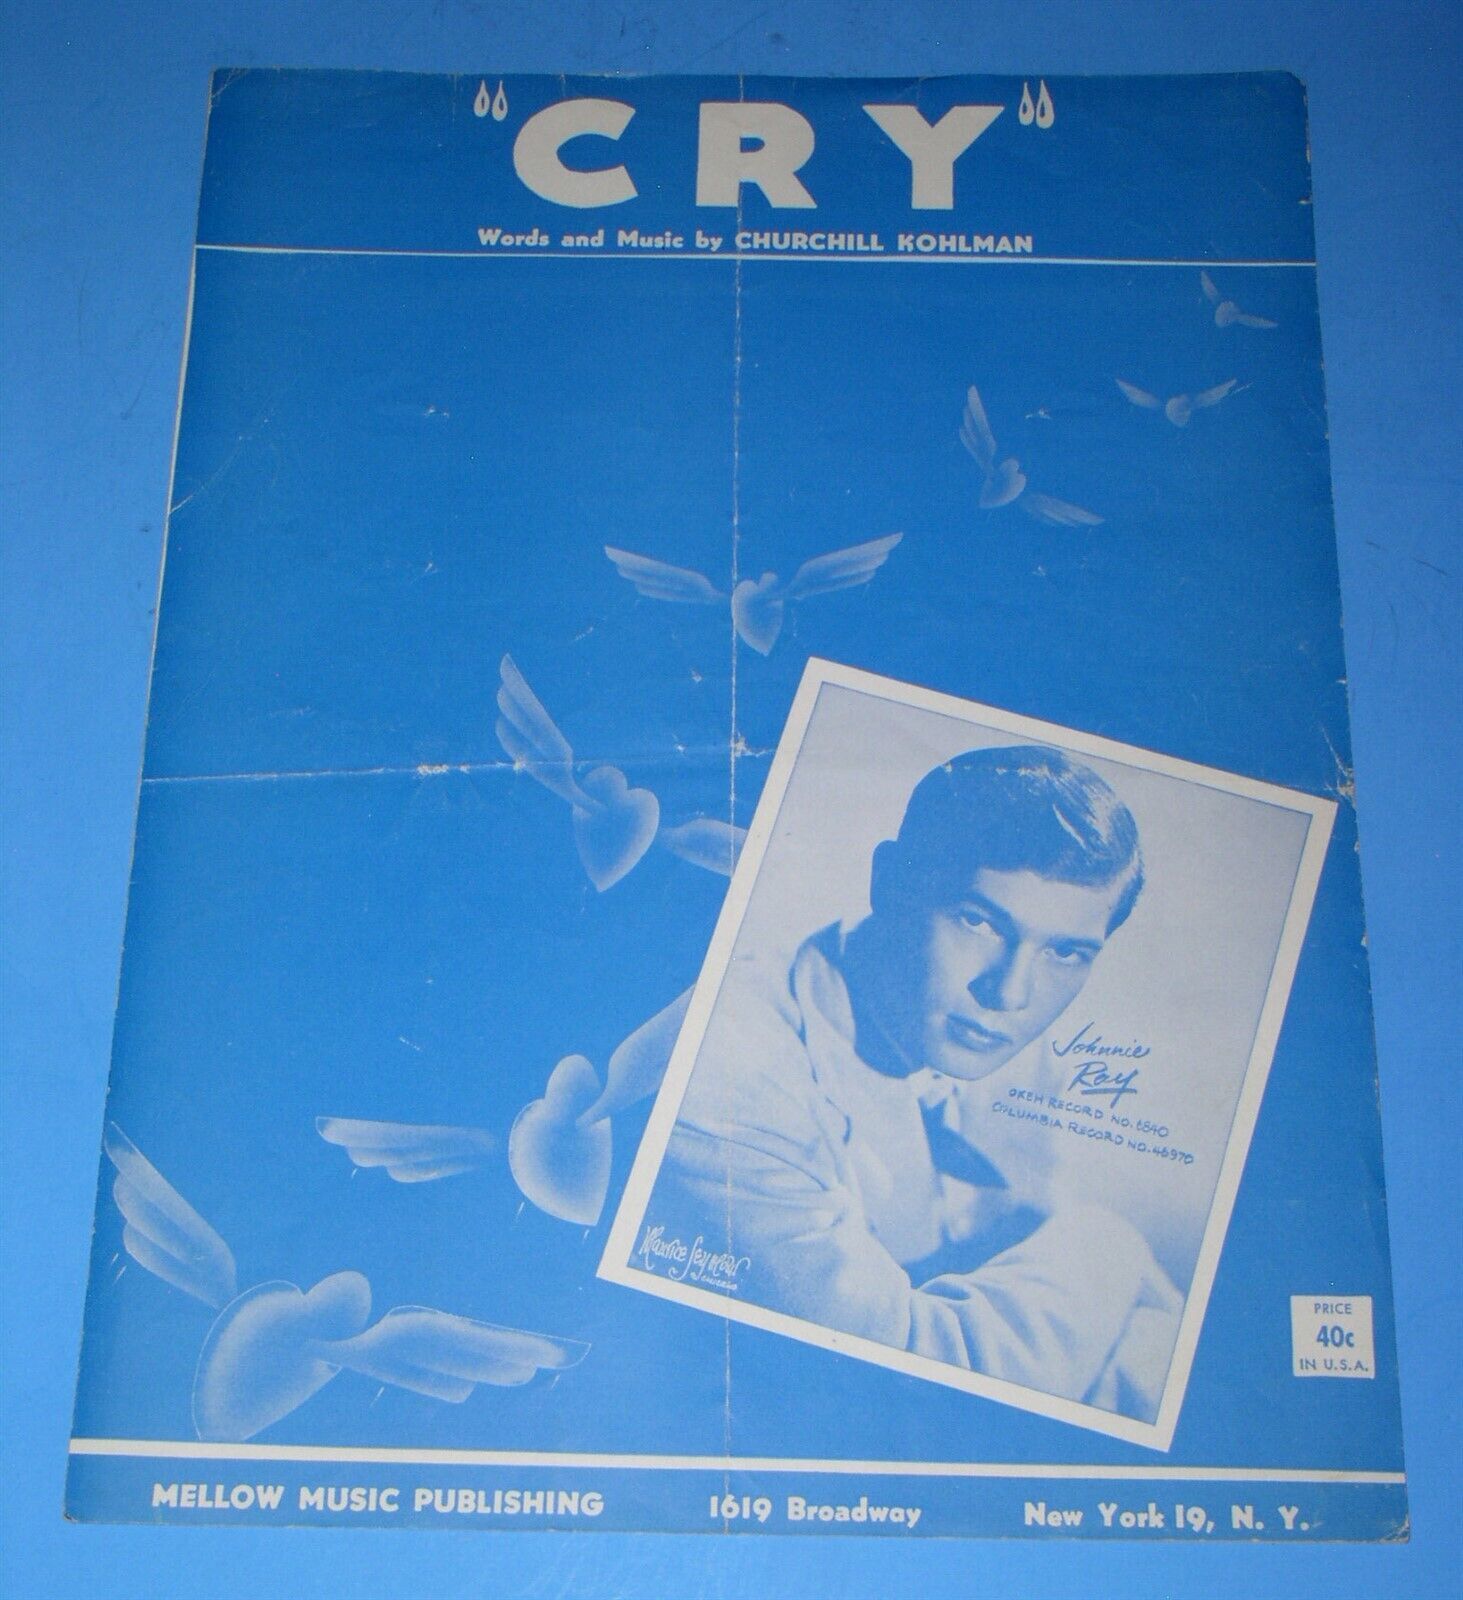 "CRY"
Words and Music by CHURCHILL KOHLMAN
Johnnie
Ray
OKEH RECORD NO. 6840
COLUMBIA RECORD NO. 46970
Maurice Seymour
PRICE
40c
IN U.S.A.
MELLOW MUSIC PUBLISHING 1619 Broadway New York 19, N. Y.